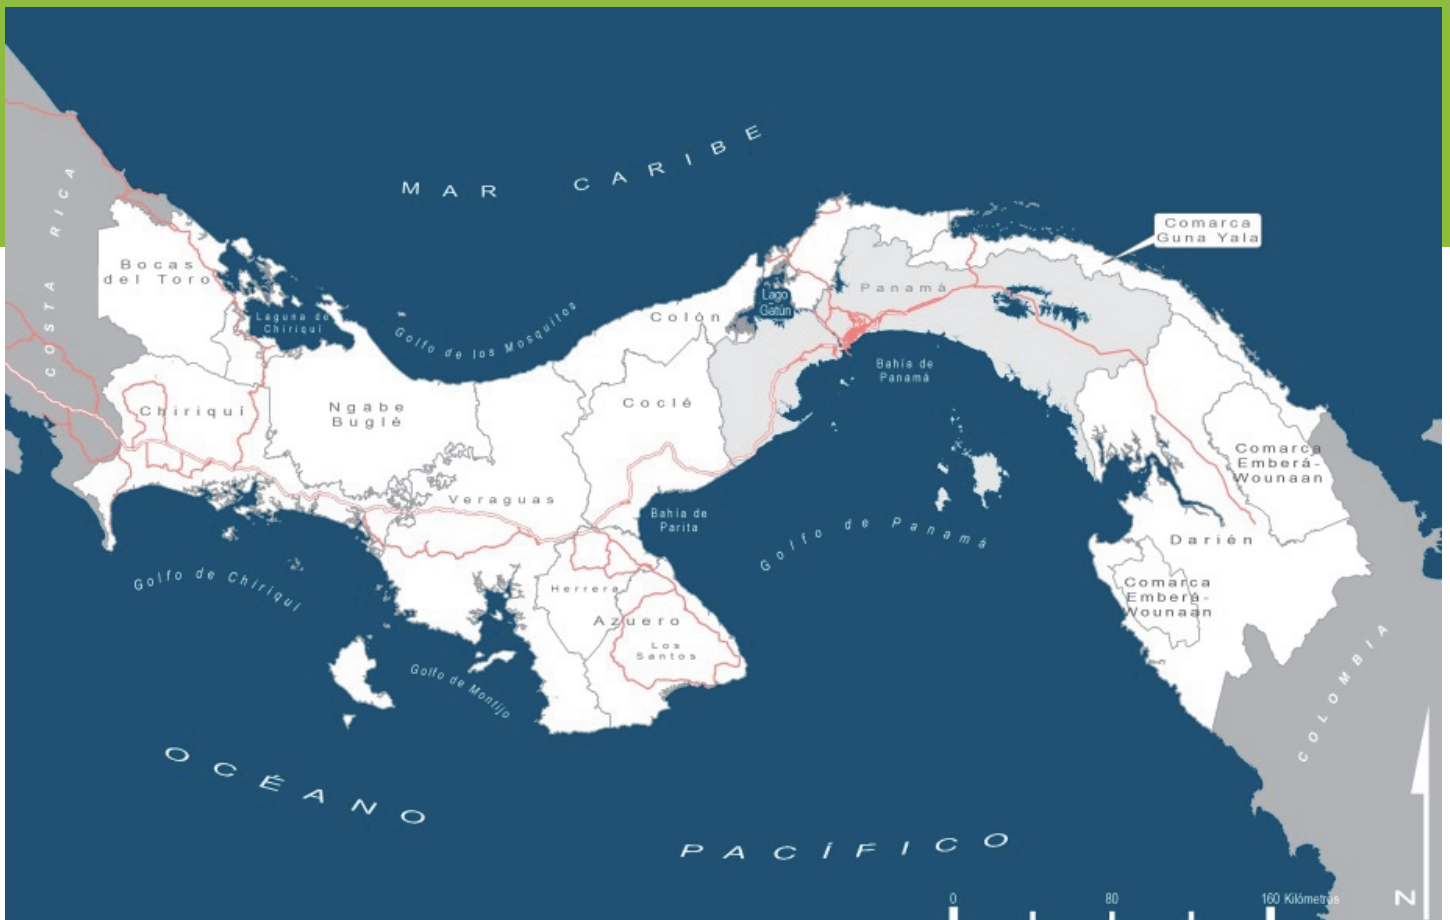 MAR CARIBE
COSTA RICA
Comarca
Guna Yala
Bocas
del Toro
Laguna de
Chiriquí
Golfo de los Mosquitos
Lago
Gatún
Panamá
Colón
Bahía de
Panamá
Chiriquí
Ngabe
Buglé
Coclé
Comarca
Emberá-
Wounaan
Veraguas
Bahía de
Parita
Golfo de Panamá
Darién
Golfo de Chiriquí
Herrera
Azuero
Los
Santos
Comarca
Emberá-
Wounaan
Golfo de Montijo
COLOMBIA
OCÉANO
PACÍFICO
0 80 160 Kilómetros
N